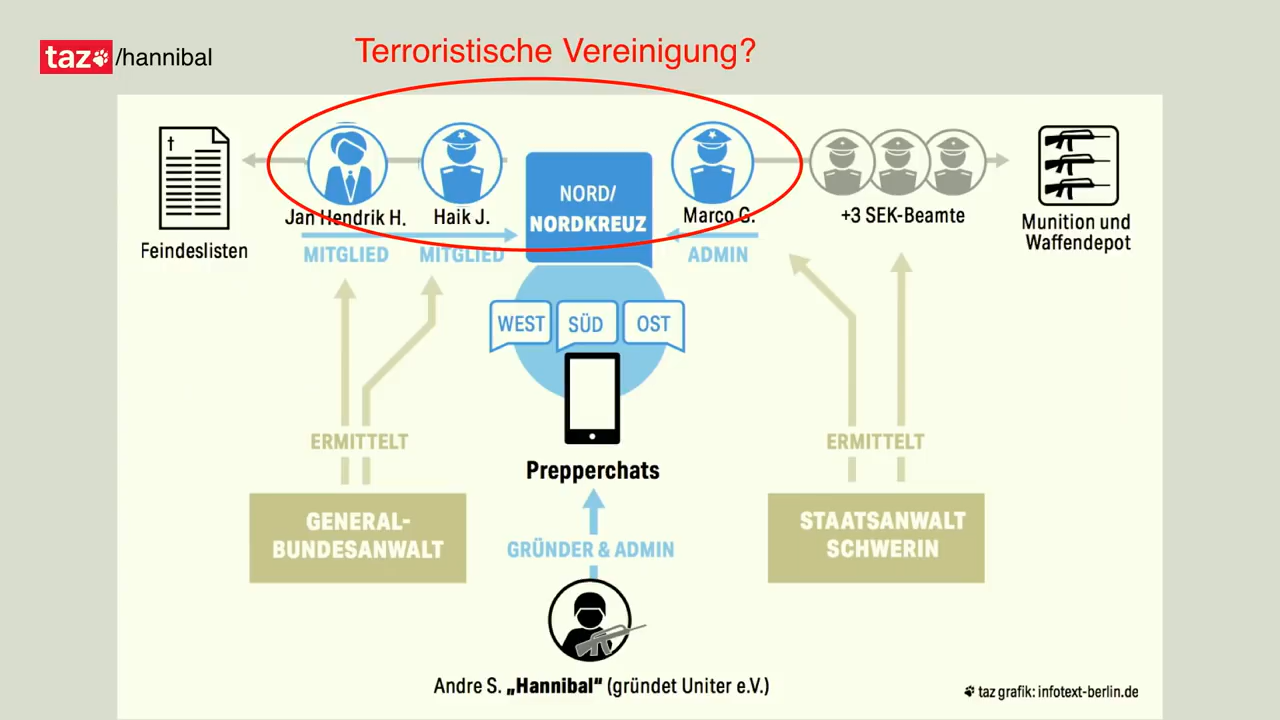 taz/hannibal
Terroristische Vereinigung?
Feindeslisten
Jan Hendrik H.
MITGLIED
Haik J.
MITGLIED
NORD/
NORDKREUZ
Marco G.
ADMIN
+3 SEK-Beamte
Munition und
Waffendepot
WEST
SÜD
OST
ERMITTELT
ERMITTELT
Prepperchats
GENERAL-
BUNDESANWALT
STAATSANWALT
SCHWERIN
GRÜNDER & ADMIN
Andre S. „Hannibal“ (gründet Uniter e.V.)
taz grafik: infotext-berlin.de